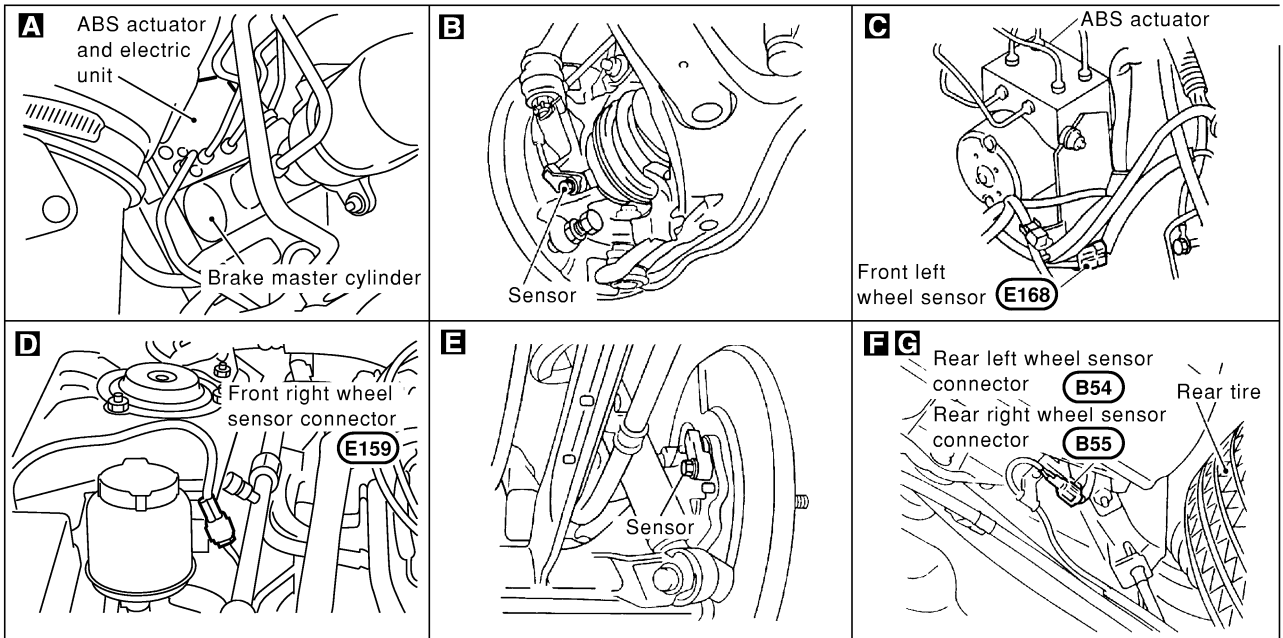 A
ABS actuator
and electric
unit
Brake master cylinder
B
Sensor
C
ABS actuator
Front left
wheel sensor
E168
D
Front right wheel
sensor connector
E159
E
Sensor
F G
Rear left wheel sensor
connector
B54
Rear right wheel sensor
connector
B55
Rear tire